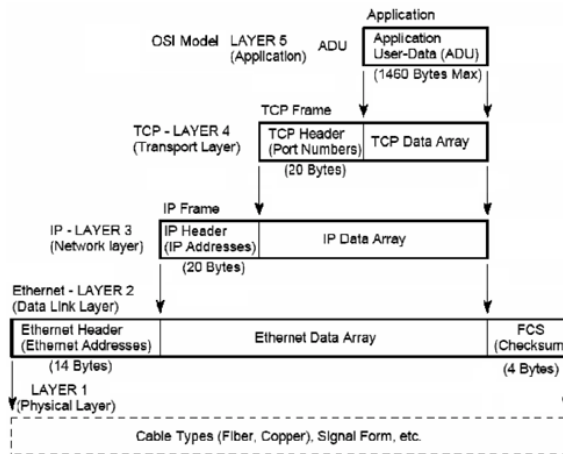 Application
OSI Model LAYER 5 ADU
(Application)
Application
User-Data (ADU)
(1460 Bytes Max)
TCP Frame
TCP - LAYER 4
(Transport Layer)
TCP Header
(Port Numbers)
TCP Data Array
(20 Bytes)
IP Frame
IP - LAYER 3
(Network layer)
IP Header
(IP Addresses)
IP Data Array
(20 Bytes)
Ethernet - LAYER 2
(Data Link Layer)
Ethernet Header
(Ethernet Addresses)
Ethernet Data Array
FCS
(Checksum)
(14 Bytes)
(4 Bytes)
LAYER 1
(Physical Layer)
Cable Types (Fiber, Copper), Signal Form, etc.